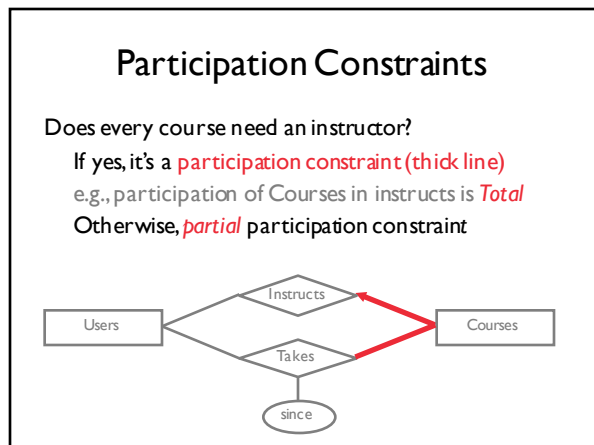 Participation Constraints
Does every course need an instructor?
If yes, it's a participation constraint (thick line)
e.g., participation of Courses in instructs is Total
Otherwise, partial participation constraint
Instructs
Users
Courses
Takes
since